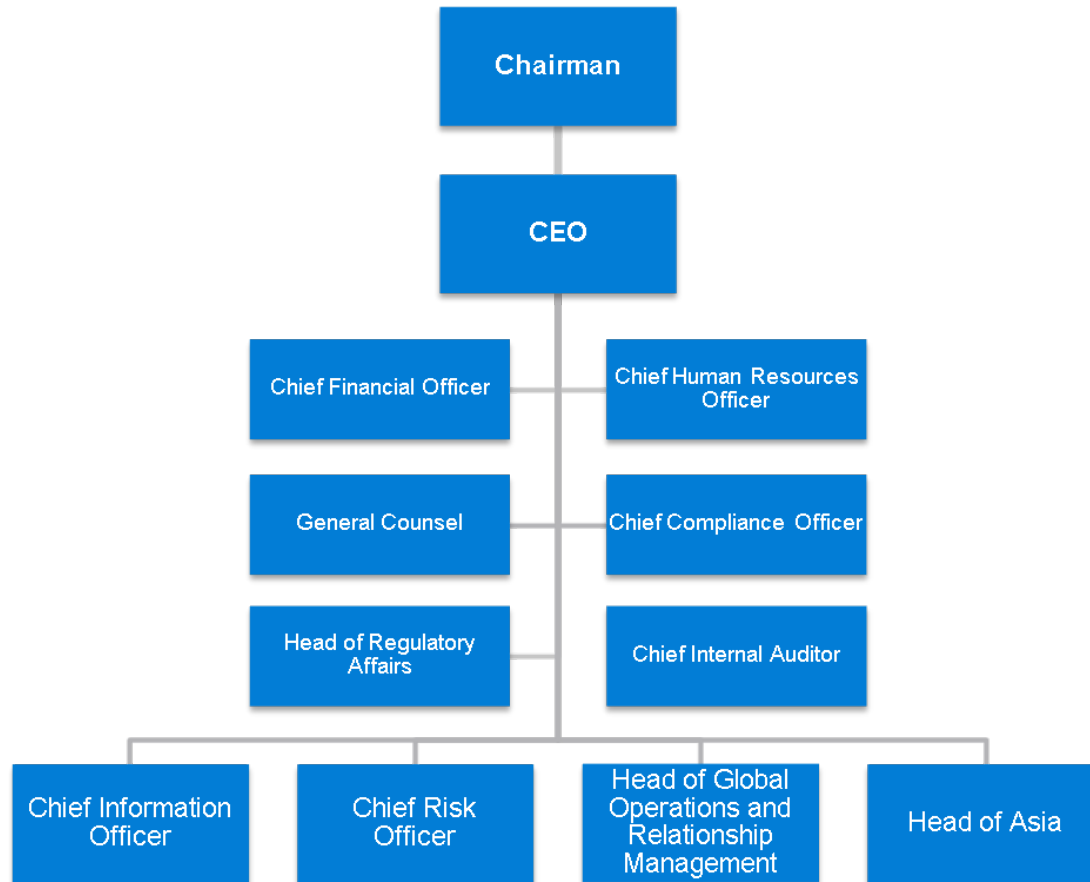 Chairman
CEO
Chief Financial Officer
Chief Human Resources
Officer
General Counsel
Chief Compliance Officer
Head of Regulatory
Affairs
Chief Internal Auditor
Chief Information
Officer
Chief Risk
Officer
Head of Global
Operations and
Relationship
Management
Head of Asia